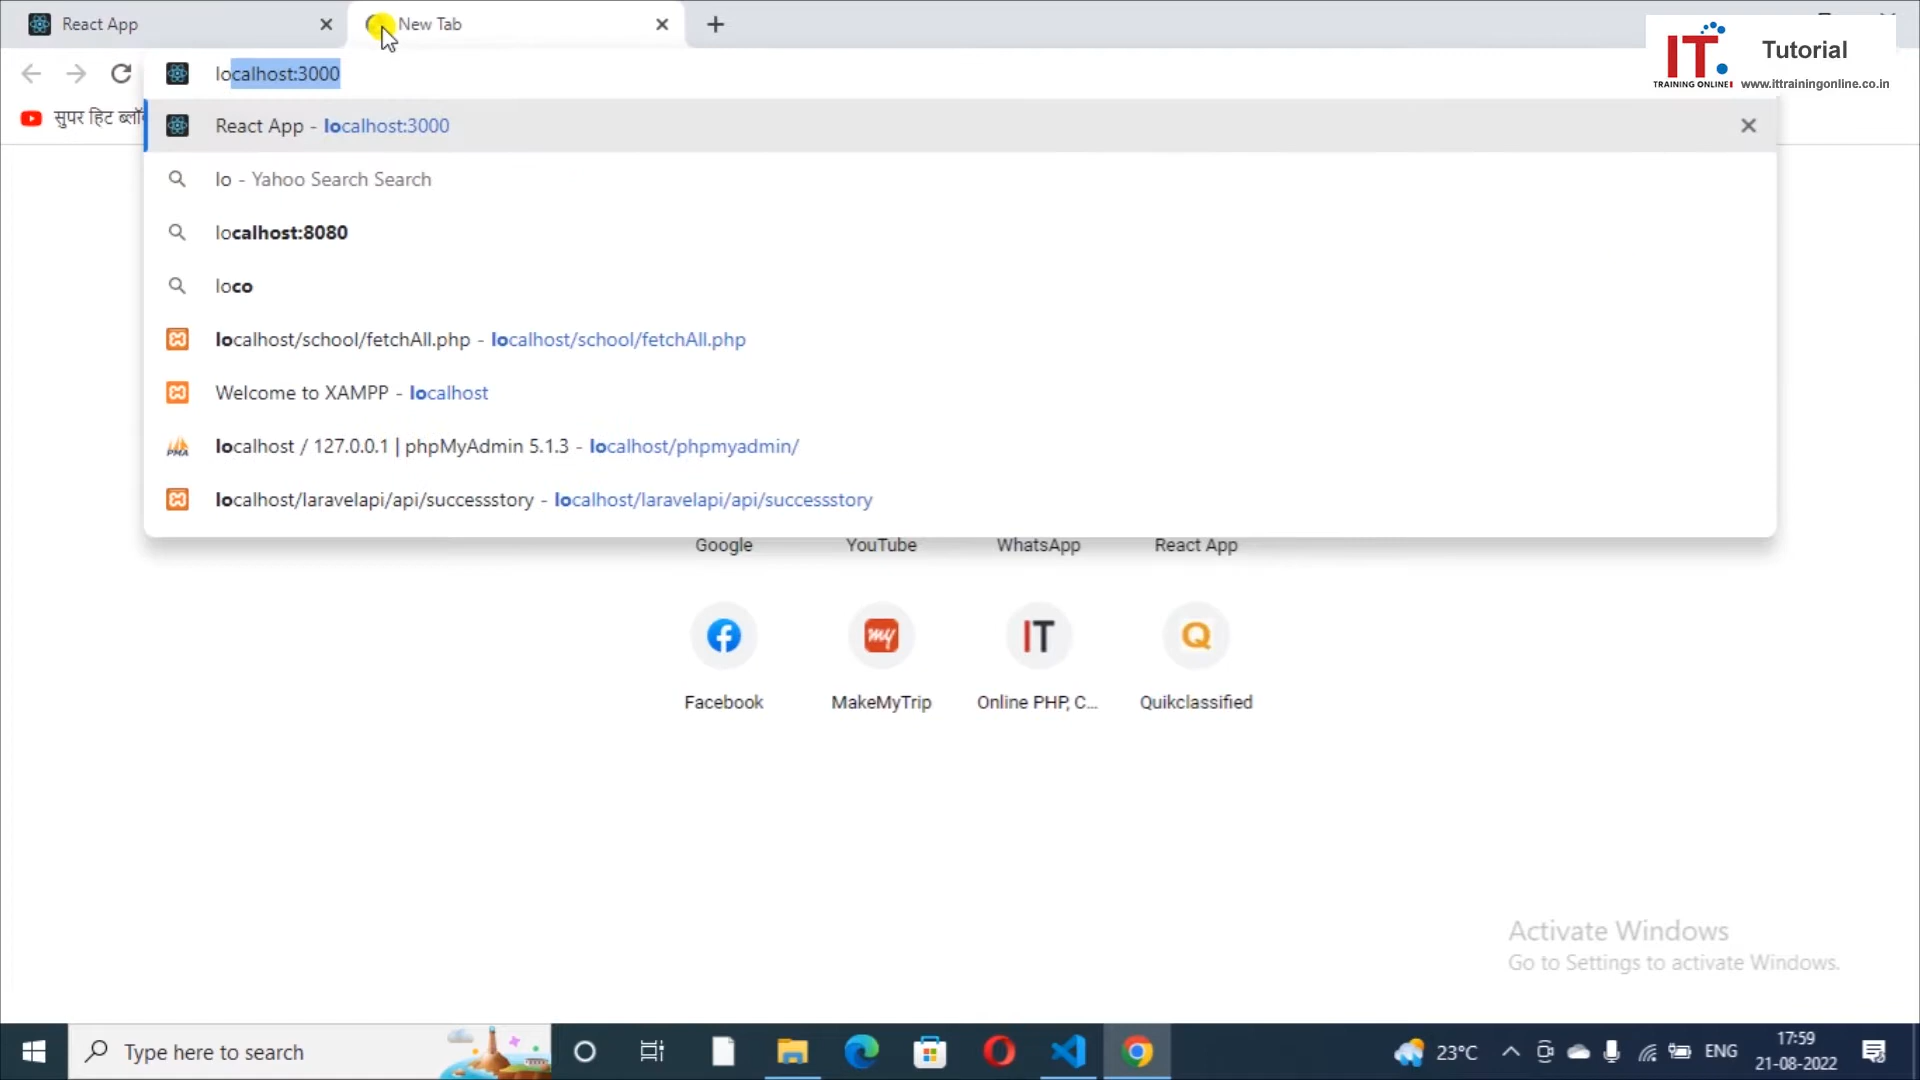 React App
New Tab
IT.
Tutorial
TRAINING ONLINE
www.ittrainingonline.co.in
localhost:3000
सुपर हिट ब्लॉ
React App - localhost:3000
lo - Yahoo Search Search
localhost:8080
loco
localhost/school/fetchAll.php - localhost/school/fetchAll.php
Welcome to XAMPP - localhost
localhost / 127.0.0.1 | phpMyAdmin 5.1.3 - localhost/phpmyadmin/
PMA
localhost/laravelapi/api/successstory - localhost/laravelapi/api/successstory
Google YouTube WhatsApp React App
my IT Q
Facebook MakeMyTrip Online PHP, C... Quikclassified
Activate Windows
Go to Settings to activate Windows.
Type here to search
23°C
ENG
17:59
21-08-2022